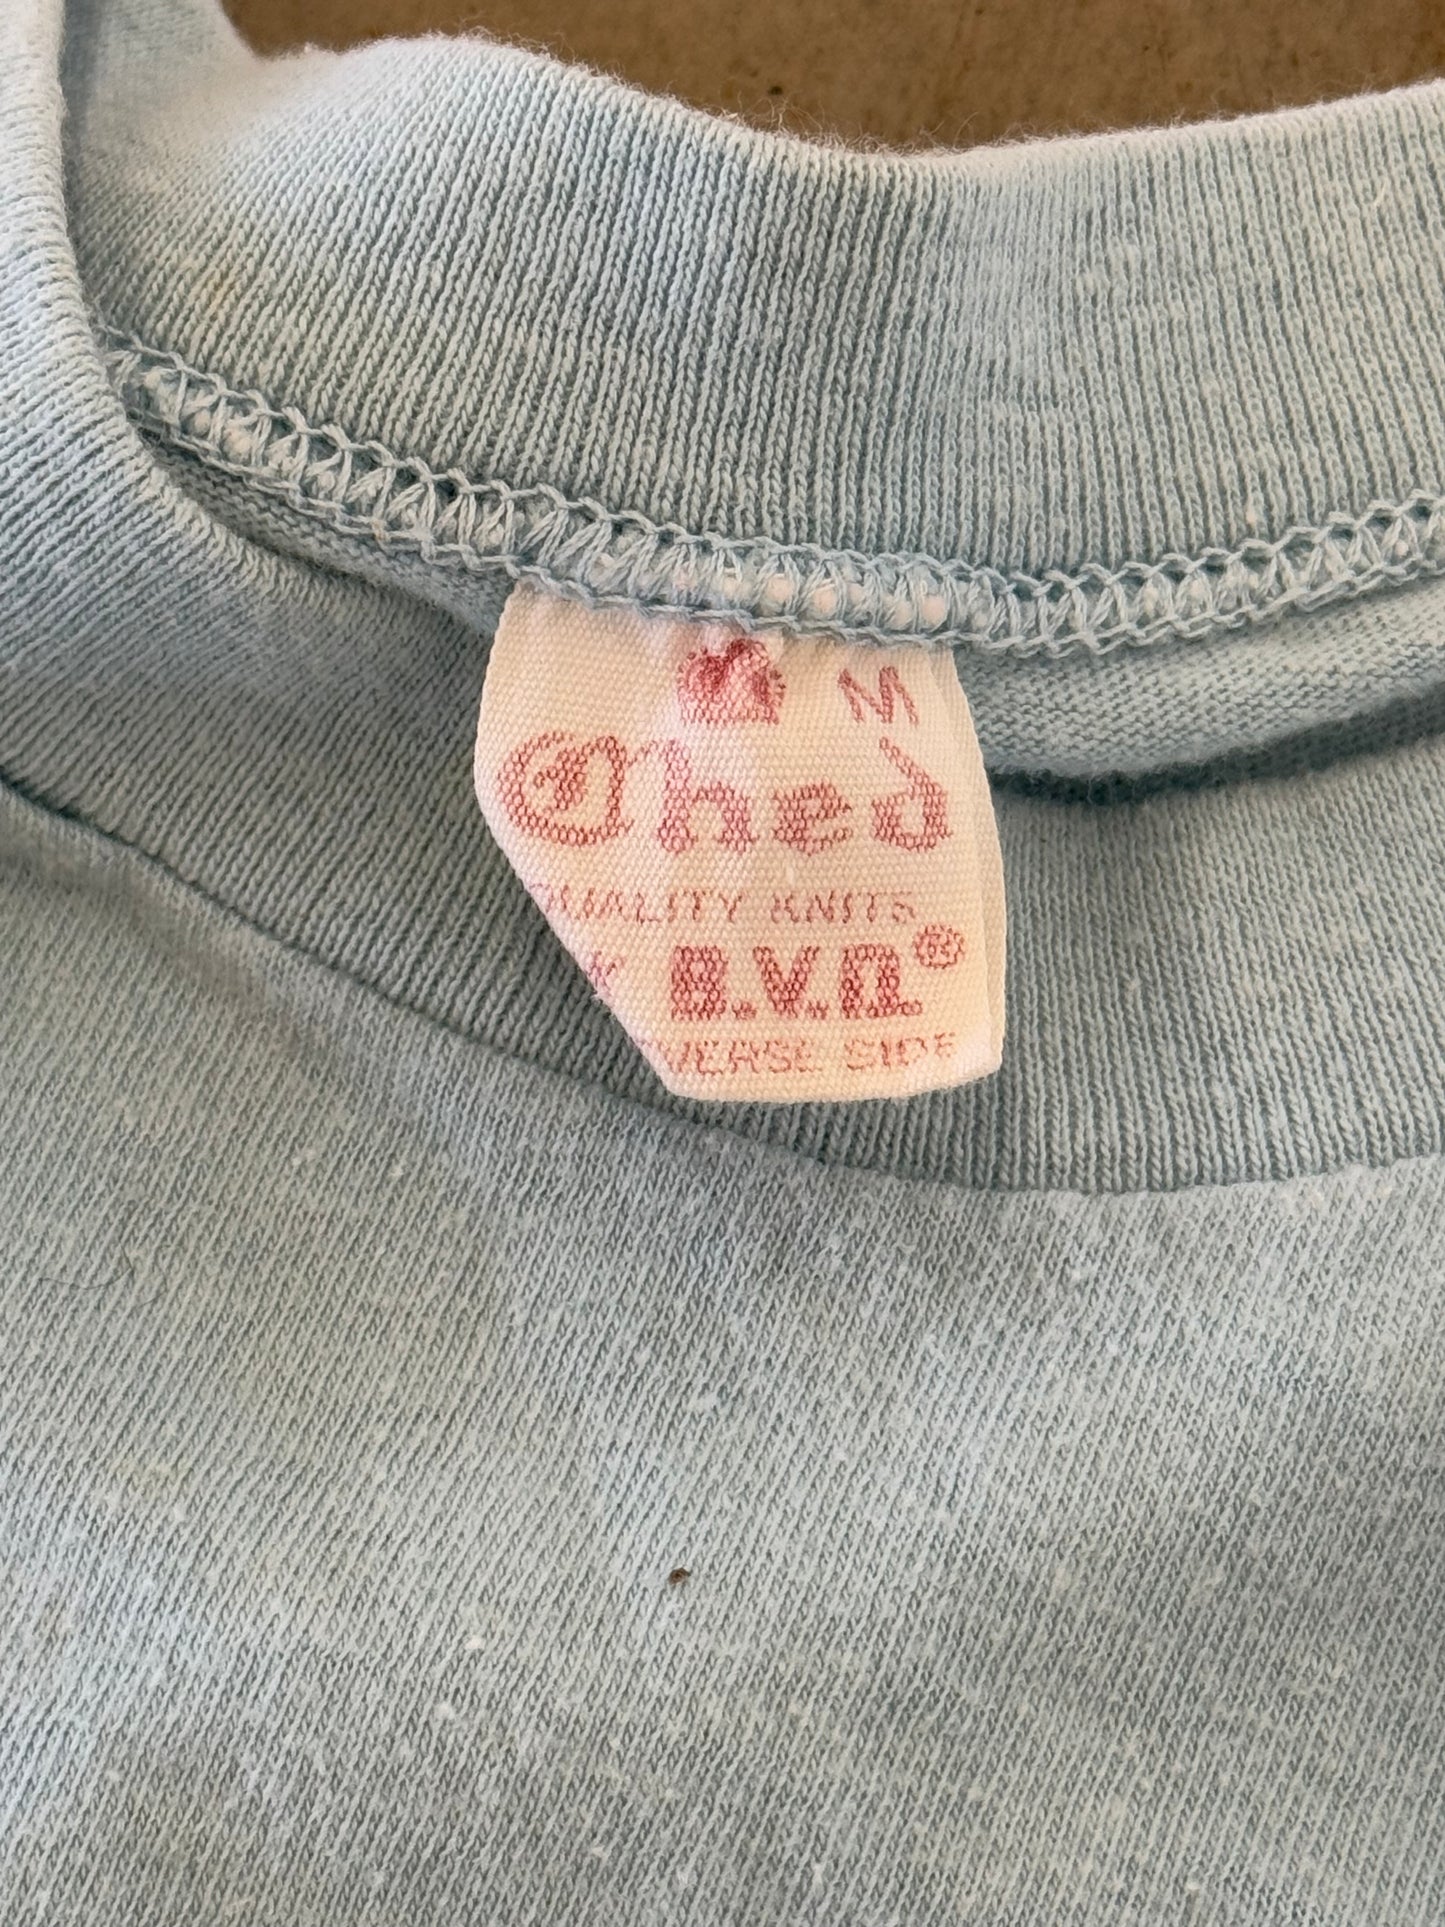 M
Ched
QUALITY KNITS
B.V.D.®
VERSE SIDE